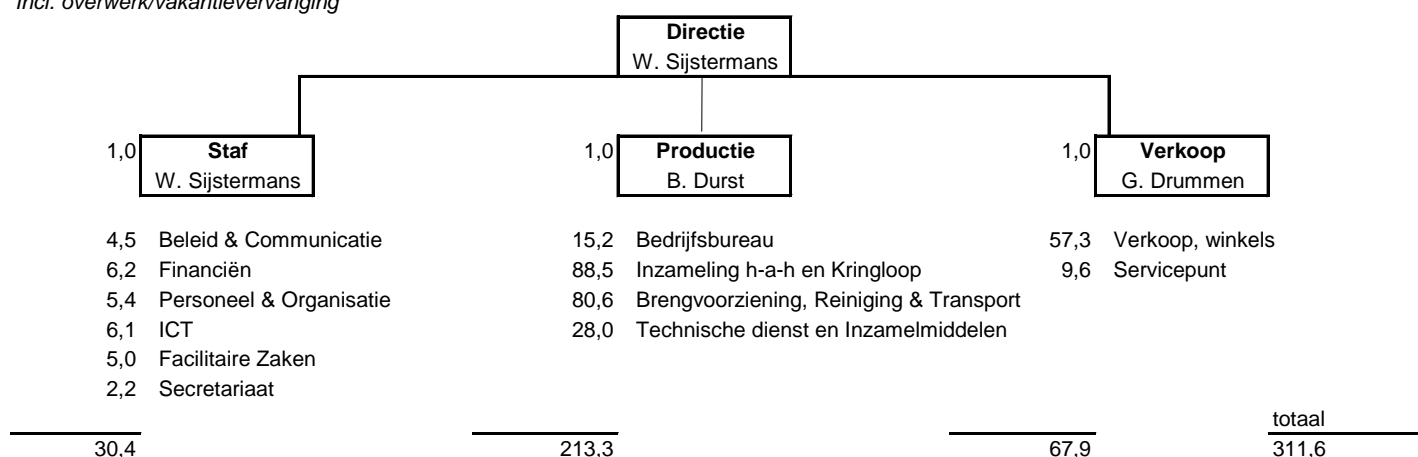 Incl. overwerk/vakantievervanging
Directie
W. Sijstermans
1,0 Staf
W. Sijstermans
4,5 Beleid & Communicatie
6,2 Financiën
5,4 Personeel & Organisatie
6,1 ICT
5,0 Facilitaire Zaken
2,2 Secretariaat
30,4
1,0 Productie
B. Durst
15,2 Bedrijfsbureau
88,5 Inzameling h-a-h en Kringloop
80,6 Brengvoorziening, Reiniging & Transport
28,0 Technische dienst en Inzamelmiddelen
213,3
1,0 Verkoop
G. Drummen
57,3 Verkoop, winkels
9,6 Servicepunt
67,9
totaal
311,6